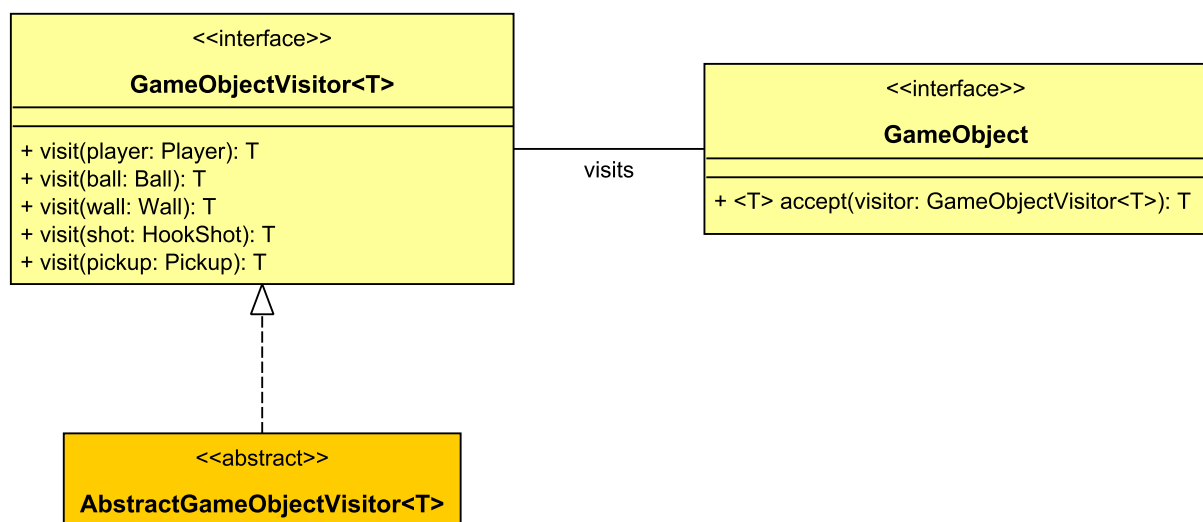 <<interface>>
GameObjectVisitor<T>
+ visit(player: Player): T
+ visit(ball: Ball): T
+ visit(wall: Wall): T
+ visit(shot: HookShot): T
+ visit(pickup: Pickup): T
visits
<<interface>>
GameObject
+ <T> accept(visitor: GameObjectVisitor<T>): T
<<abstract>>
AbstractGameObjectVisitor<T>